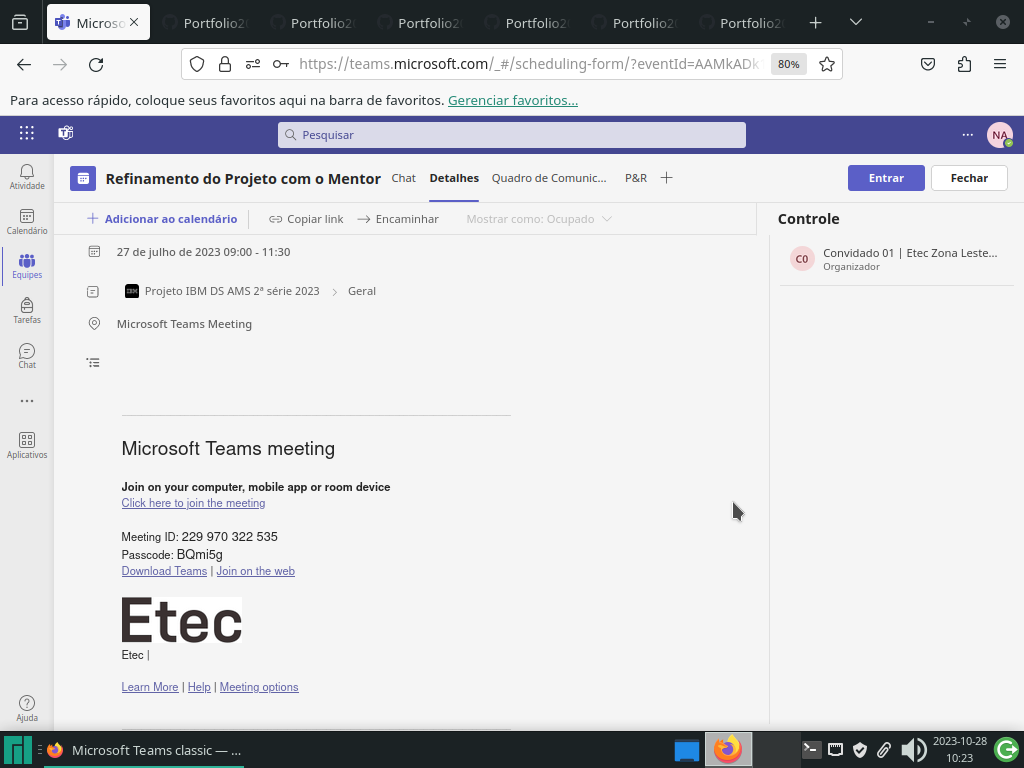 Microso
Portfolio2
Portfolio2
Portfolio2
Portfolio2
Portfolio2
Portfolio2
https://teams.microsoft.com/_#/scheduling-form/?eventId=AAMkADk
80%
Para acesso rápido, coloque seus favoritos aqui na barra de favoritos. Gerenciar favoritos...
Pesquisar
NA
Atividade
Calendário
Equipes
Tarefas
Chat
Aplicativos
Ajuda
Refinamento do Projeto com o Mentor
Chat
Detalhes
Quadro de Comunic...
P&R
Entrar
Fechar
Adicionar ao calendário
Copiar link
Encaminhar
Mostrar como: Ocupado
Controle
C0
Convidado 01 | Etec Zona Leste...
Organizador
27 de julho de 2023 09:00 - 11:30
IBM
Projeto IBM DS AMS 2ª série 2023 > Geral
Microsoft Teams Meeting
Microsoft Teams meeting
Join on your computer, mobile app or room device
Click here to join the meeting
Meeting ID: 229 970 322 535
Passcode: BQmi5g
Download Teams | Join on the web
Etec
Etec |
Learn More | Help | Meeting options
Microsoft Teams classic — ...
2023-10-28
10:23